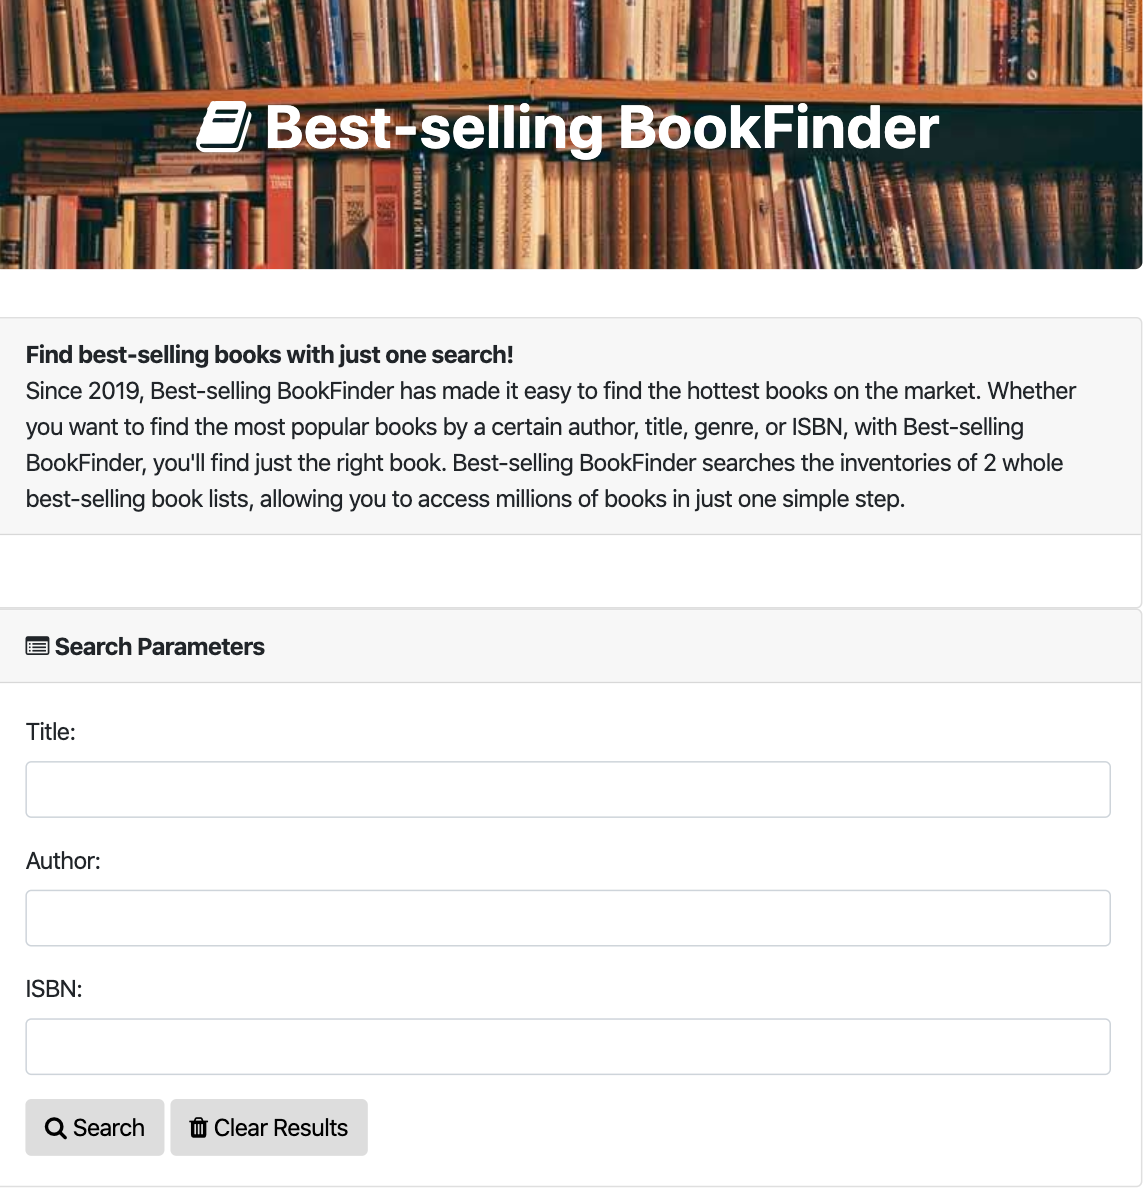 Best-selling BookFinder
Find best-selling books with just one search!
Since 2019, Best-selling BookFinder has made it easy to find the hottest books on the market. Whether
you want to find the most popular books by a certain author, title, genre, or ISBN, with Best-selling
BookFinder, you'll find just the right book. Best-selling BookFinder searches the inventories of 2 whole
best-selling book lists, allowing you to access millions of books in just one simple step.
Search Parameters
Title:
Author:
ISBN:
Search Clear Results